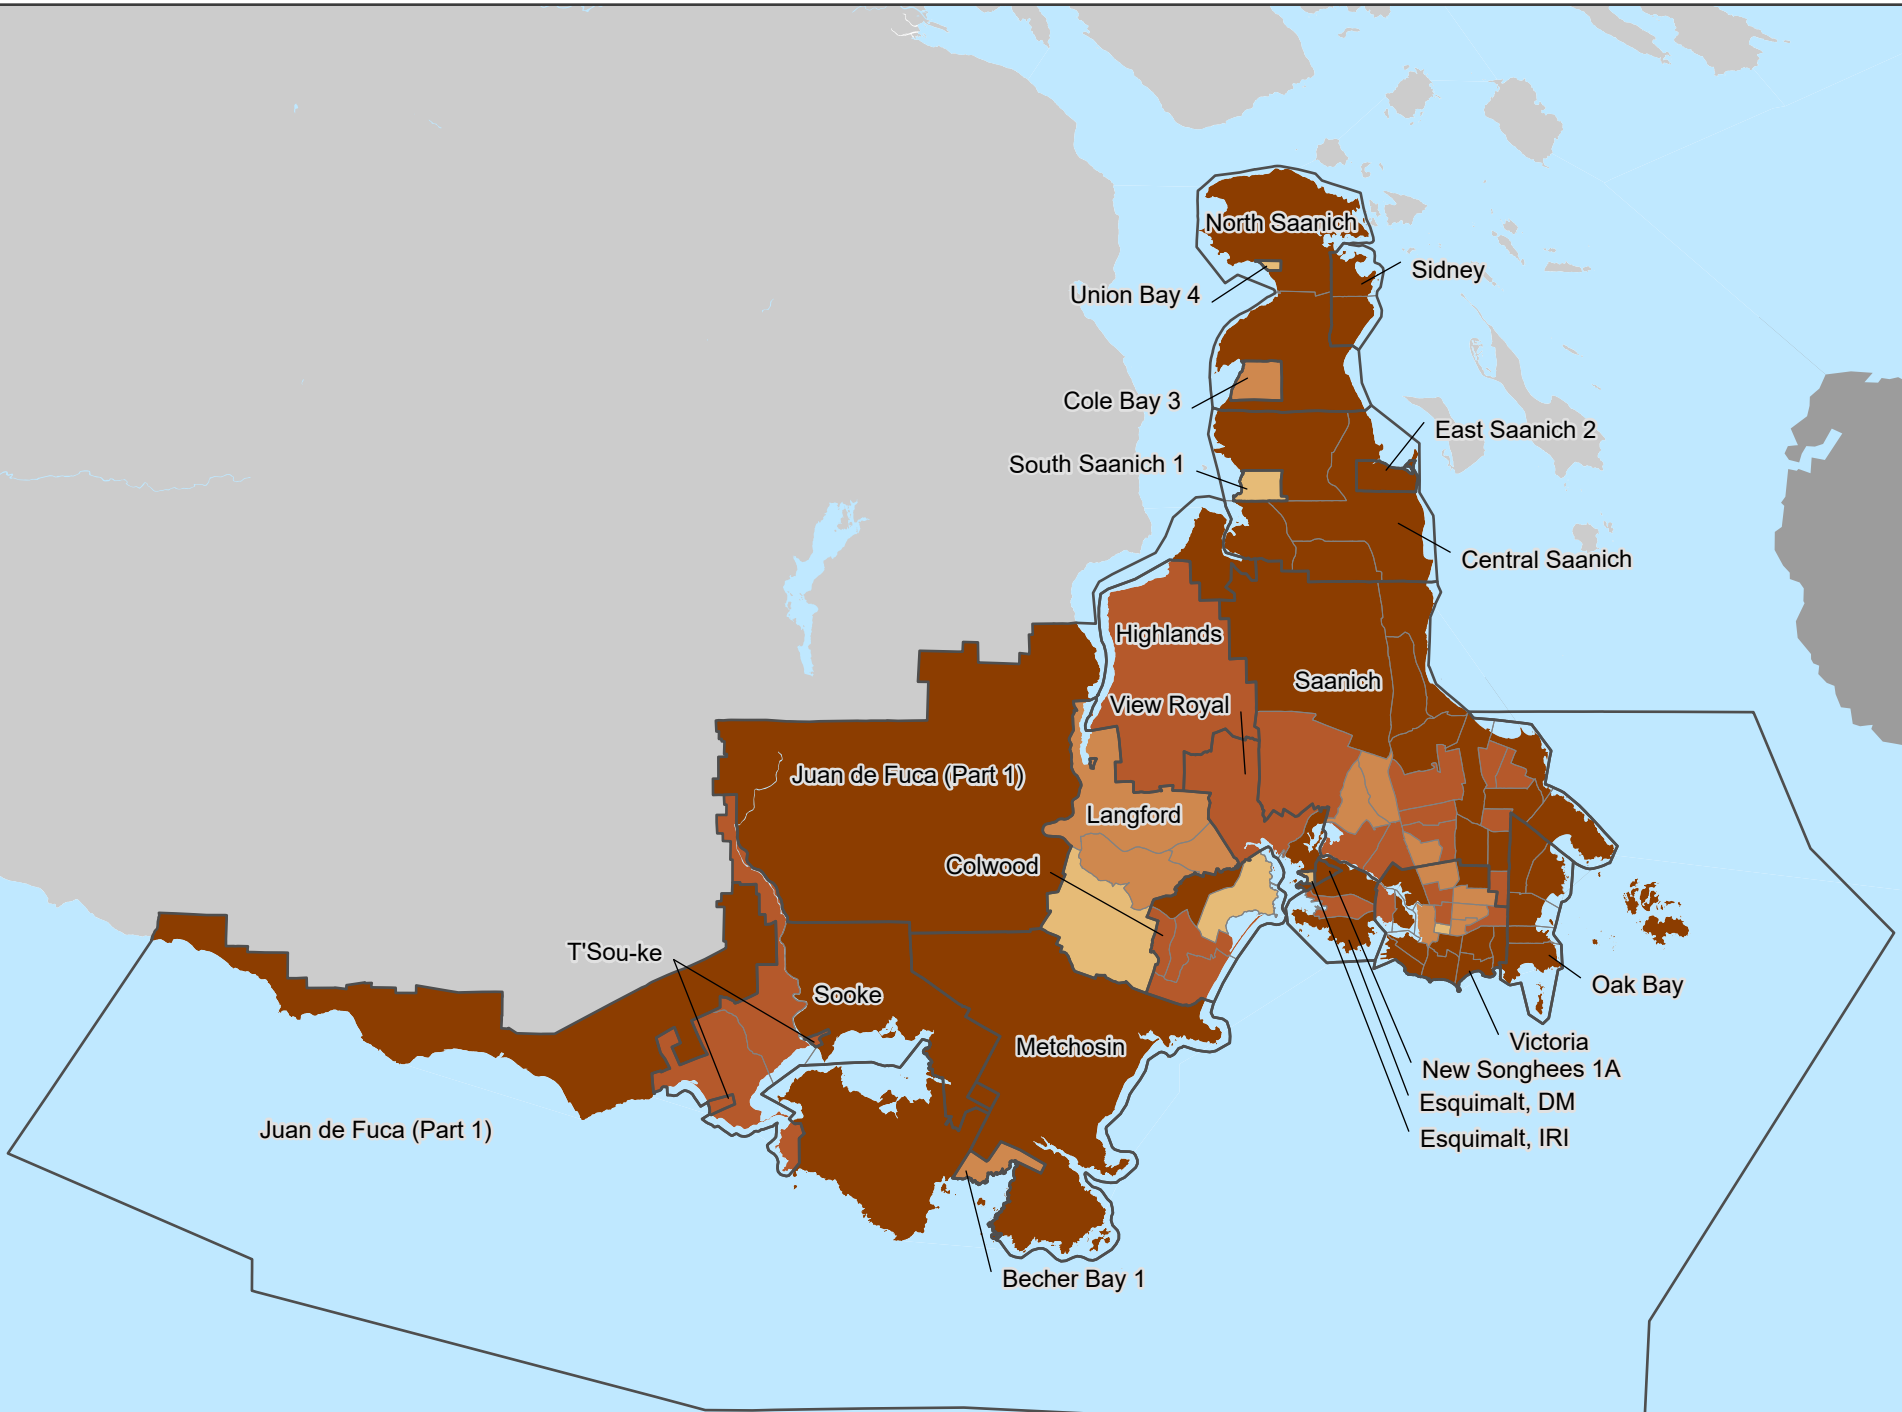 North Saanich
Sidney
Union Bay 4
Cole Bay 3
East Saanich 2
South Saanich 1
Central Saanich
Highlands
Saanich
View Royal
Juan de Fuca (Part 1)
Langford
Colwood
T'Sou-ke
Sooke
Oak Bay
Metchosin
Victoria
New Songhees 1A
Esquimalt, DM
Juan de Fuca (Part 1)
Esquimalt, IRI
Becher Bay 1